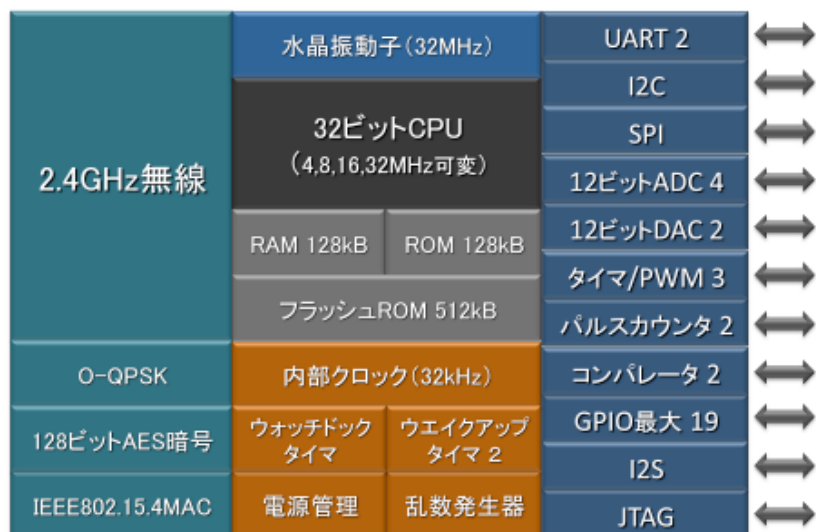 2.4GHz無線
O-QPSK
128ビットAES暗号
IEEE802.15.4MAC
水晶振動子(32MHz)
32ビットCPU
(4,8,16,32MHz可変)
RAM 128kB
ROM 128kB
フラッシュROM 512kB
内部クロック(32kHz)
ウォッチドック
タイマ
ウエイクアップ
タイマ 2
電源管理
乱数発生器
UART 2
I2C
SPI
12ビットADC 4
12ビットDAC 2
タイマ/PWM 3
パルスカウンタ 2
コンパレータ 2
GPIO最大 19
I2S
JTAG